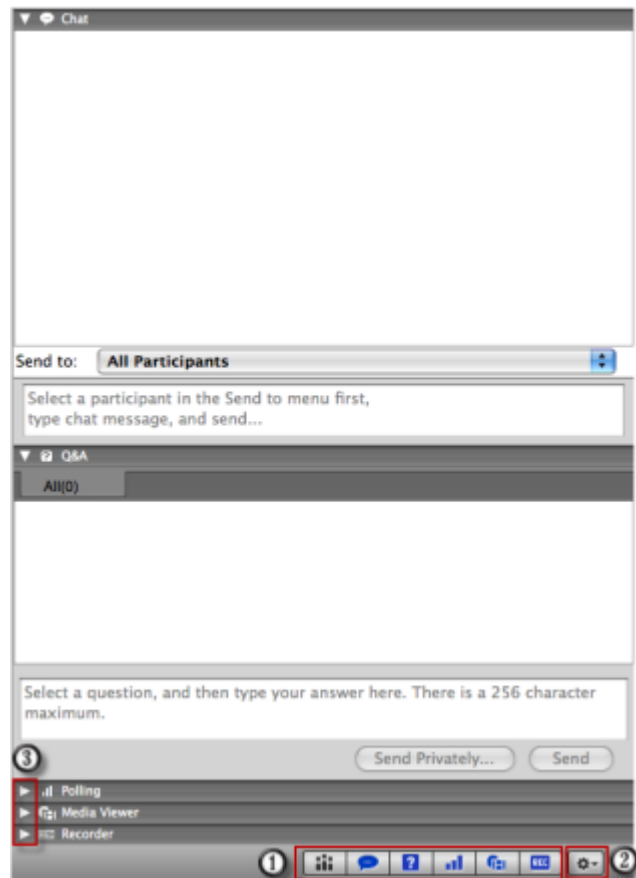 Chat
Send to: All Participants
Select a participant in the Send to menu first,
type chat message, and send...
Q&A
All(0)
Select a question, and then type your answer here. There is a 256 character
maximum.
3
Send Privately... Send
Polling
Media Viewer
Recorder
1 ? REC 2